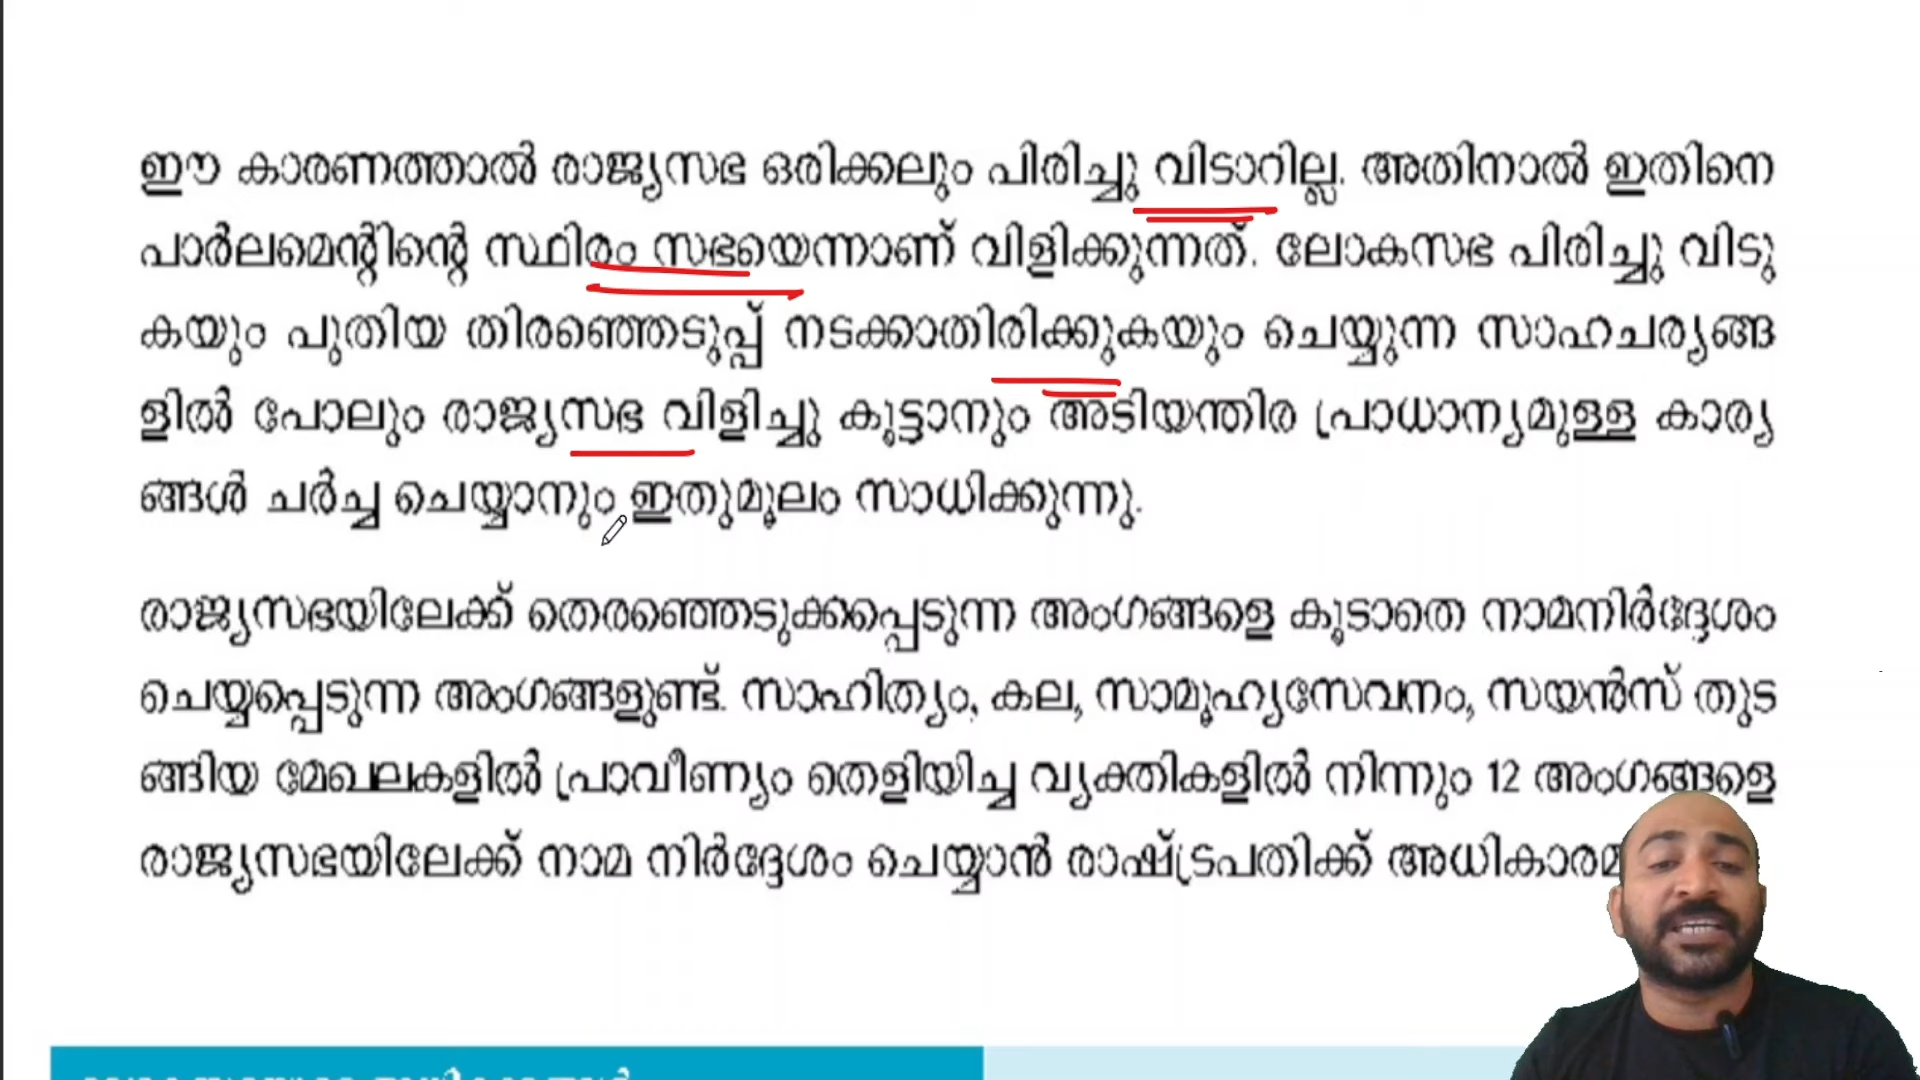 ഈ കാരണത്താൽ രാജ്യസഭ ഒരിക്കലും പിരിച്ചു വിടാറില്ല. അതിനാൽ ഇതിനെ
പാർലമെന്റിന്റെ സ്ഥിരം സഭയെന്നാണ് വിളിക്കുന്നത്. ലോകസഭ പിരിച്ചു വിടു
കയും പുതിയ തിരഞ്ഞെടുപ്പ് നടക്കാതിരിക്കുകയും ചെയ്യുന്ന സാഹചര്യങ്ങ
ളിൽ പോലും രാജ്യസഭ വിളിച്ചു കൂട്ടാനും അടിയന്തിര പ്രാധാന്യമുള്ള കാര്യ
ങ്ങൾ ചർച്ച ചെയ്യാനും ഇതുമൂലം സാധിക്കുന്നു.
രാജ്യസഭയിലേക്ക് തെരഞ്ഞെടുക്കപ്പെടുന്ന അംഗങ്ങളെ കൂടാതെ നാമനിർദ്ദേശം
ചെയ്യപ്പെടുന്ന അംഗങ്ങളുണ്ട്. സാഹിത്യം, കല, സാമൂഹ്യസേവനം, സയൻസ് തുട
ങ്ങിയ മേഖലകളിൽ പ്രാവീണ്യം തെളിയിച്ച വ്യക്തികളിൽ നിന്നും 12 അംഗങ്ങളെ
രാജ്യസഭയിലേക്ക് നാമ നിർദ്ദേശം ചെയ്യാൻ രാഷ്ട്രപതിക്ക്